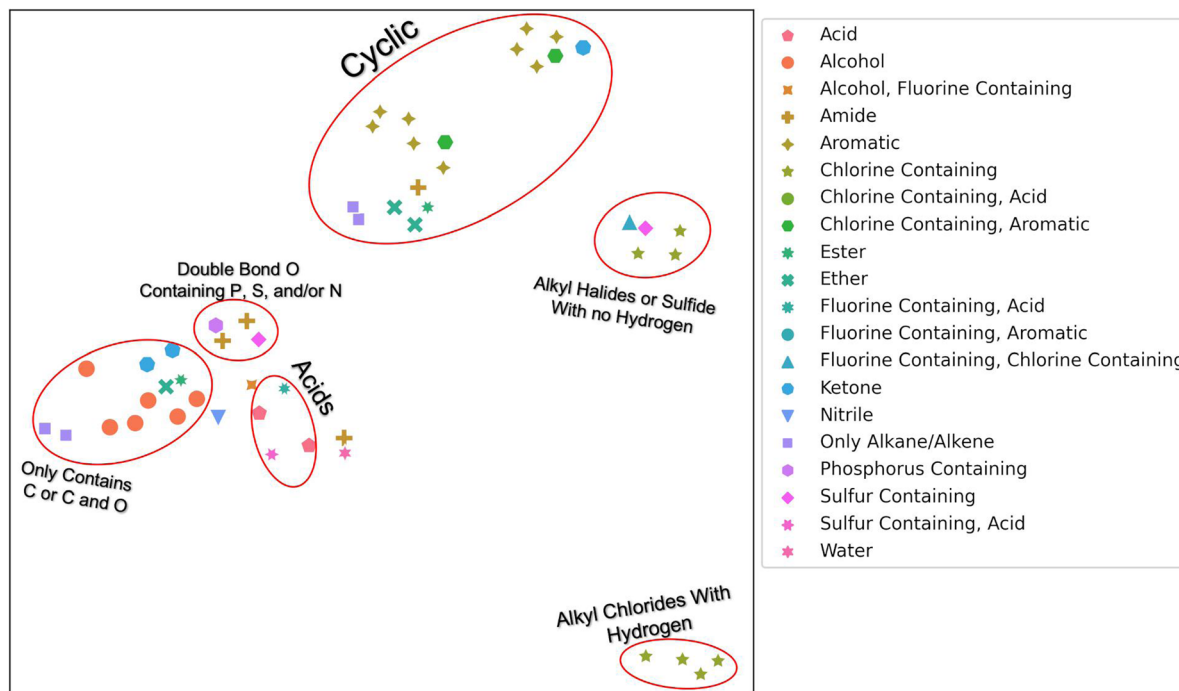 Cyclic
Double Bond O
Containing P, S, and/or N
Alkyl Halides or Sulfide
With no Hydrogen
Acids
Only Contains
C or C and O
Alkyl Chlorides With
Hydrogen
Acid
Alcohol
Alcohol, Fluorine Containing
Amide
Aromatic
Chlorine Containing
Chlorine Containing, Acid
Chlorine Containing, Aromatic
Ester
Ether
Fluorine Containing, Acid
Fluorine Containing, Aromatic
Fluorine Containing, Chlorine Containing
Ketone
Nitrile
Only Alkane/Alkene
Phosphorus Containing
Sulfur Containing
Sulfur Containing, Acid
Water